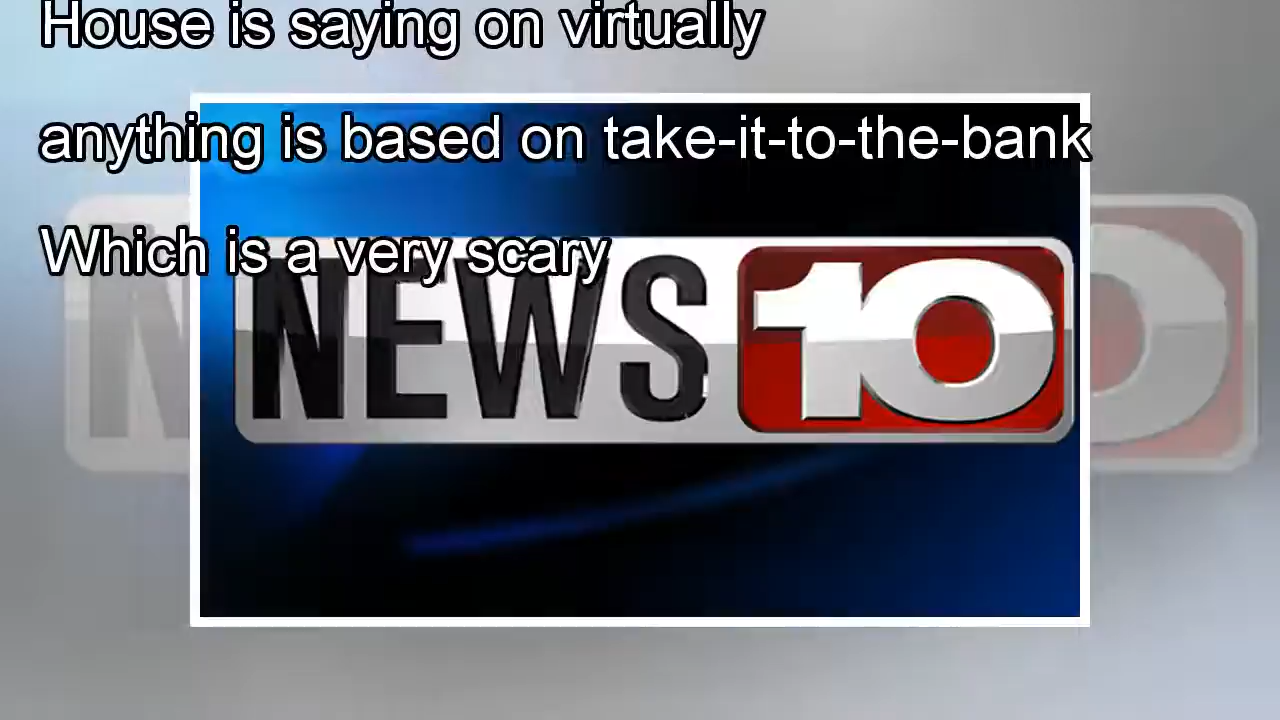 House is saying on virtually
anything is based on take-it-to-the-bank
Which is a very scary
NEWS 10